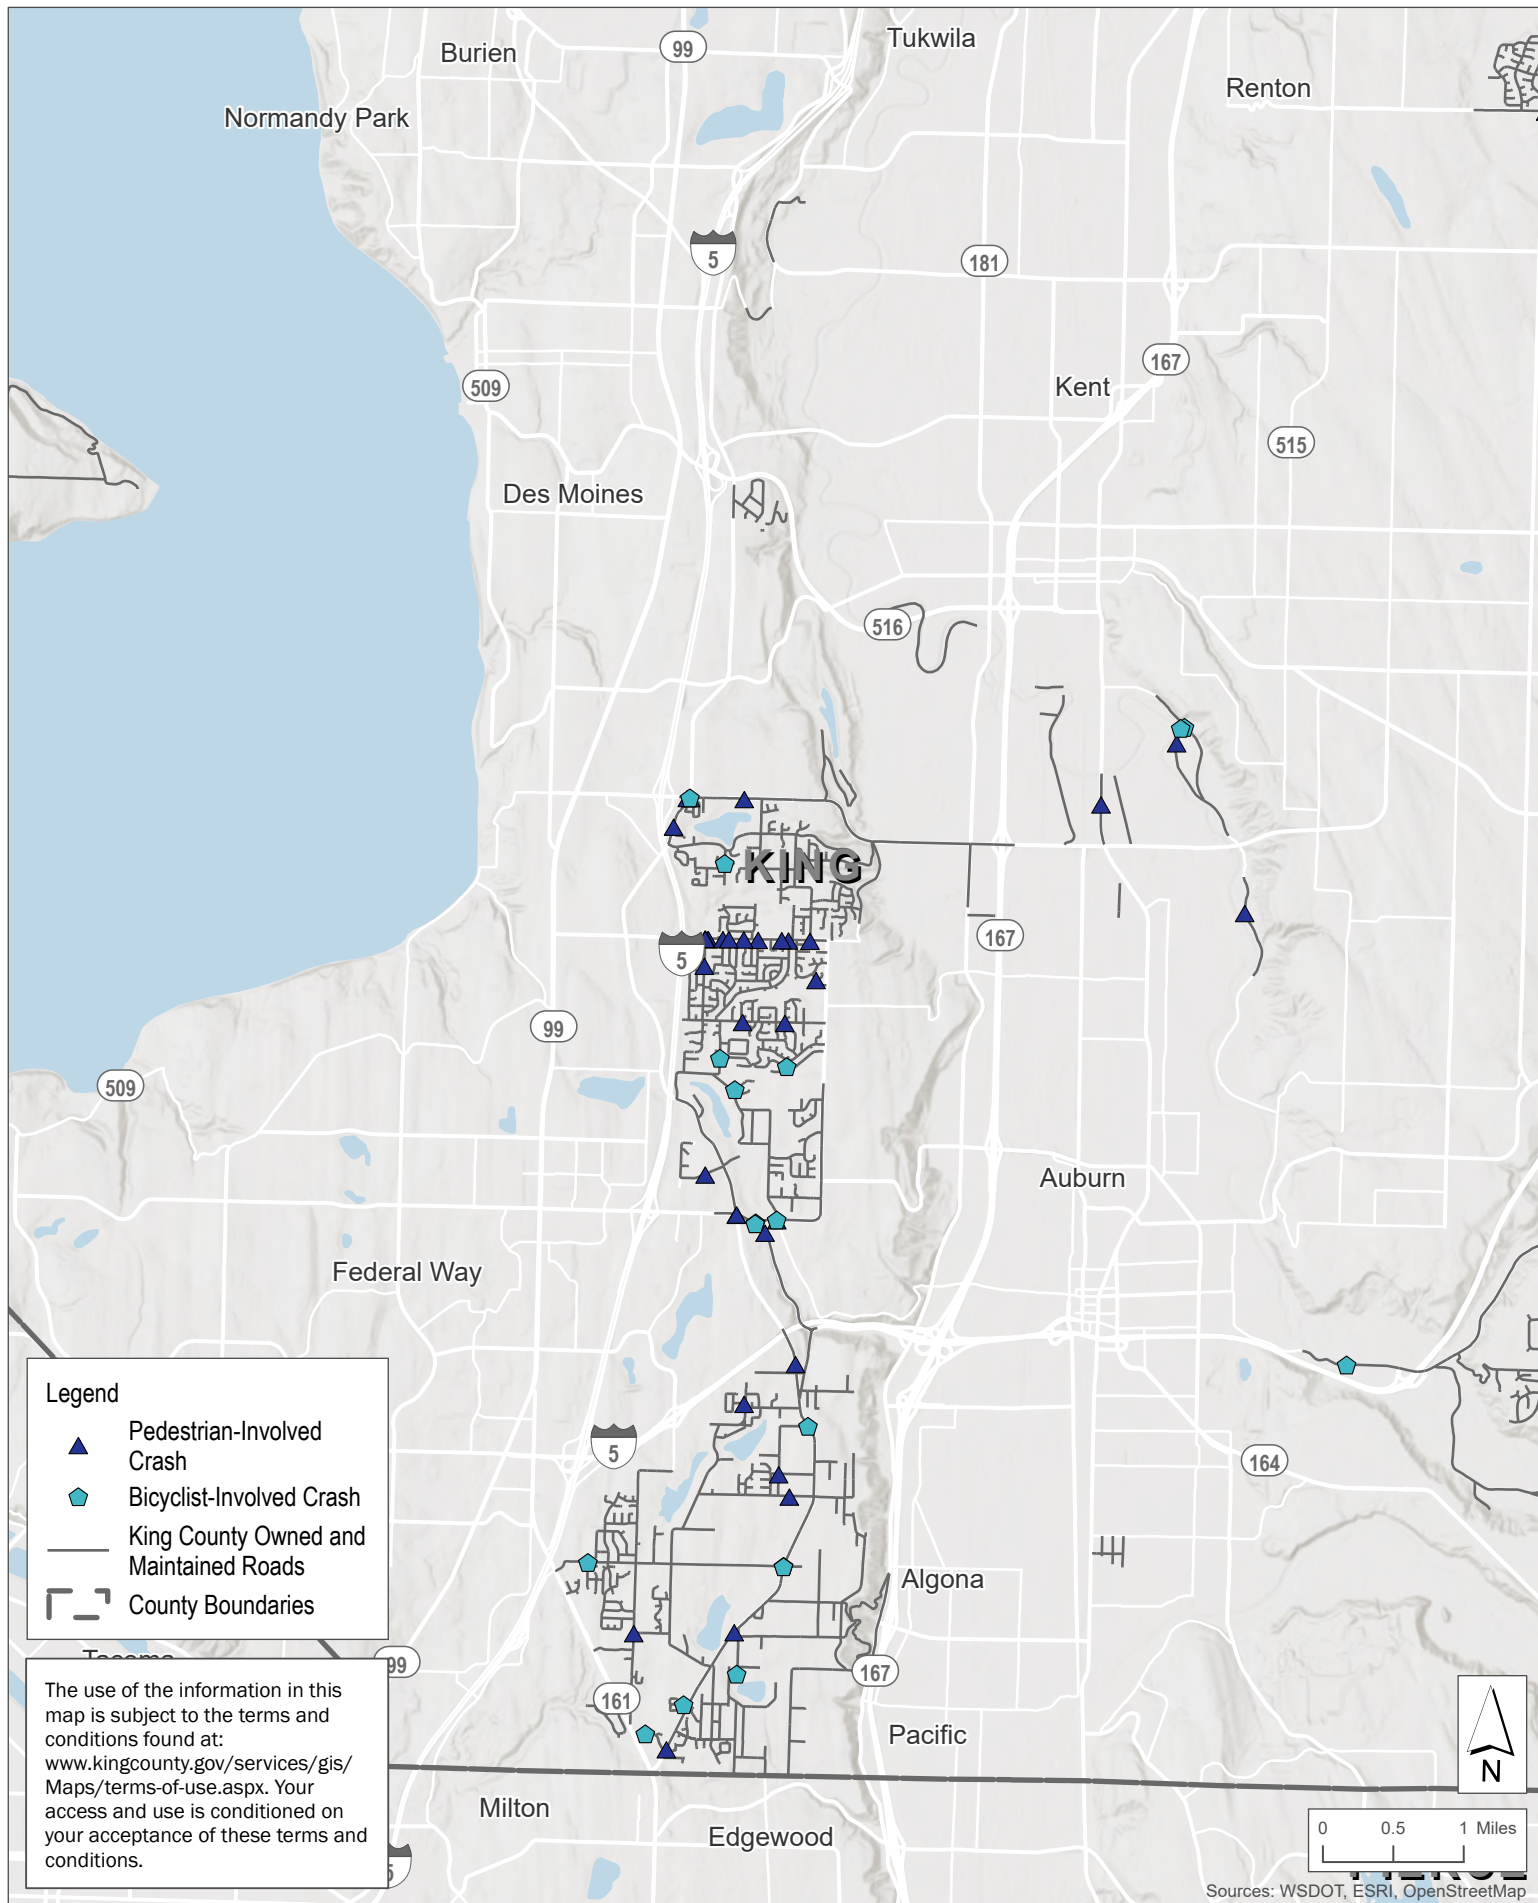 Burien
99
Tukwila
Renton
Normandy Park
5
181
167
Kent
509
515
Des Moines
516
KING
5
167
99
509
Auburn
Federal Way
Legend
Pedestrian-Involved
Crash
Bicyclist-Involved Crash
King County Owned and
Maintained Roads
County Boundaries
5
164
Algona
Tacoma
99
167
161
The use of the information in this
map is subject to the terms and
conditions found at:
www.kingcounty.gov/services/gis/
Maps/terms-of-use.aspx. Your
access and use is conditioned on
your acceptance of these terms and
conditions.
Pacific
N
Milton
Edgewood
5
0 0.5 1 Miles
PIERCE
Sources: WSDOT, ESRI, OpenStreetMap